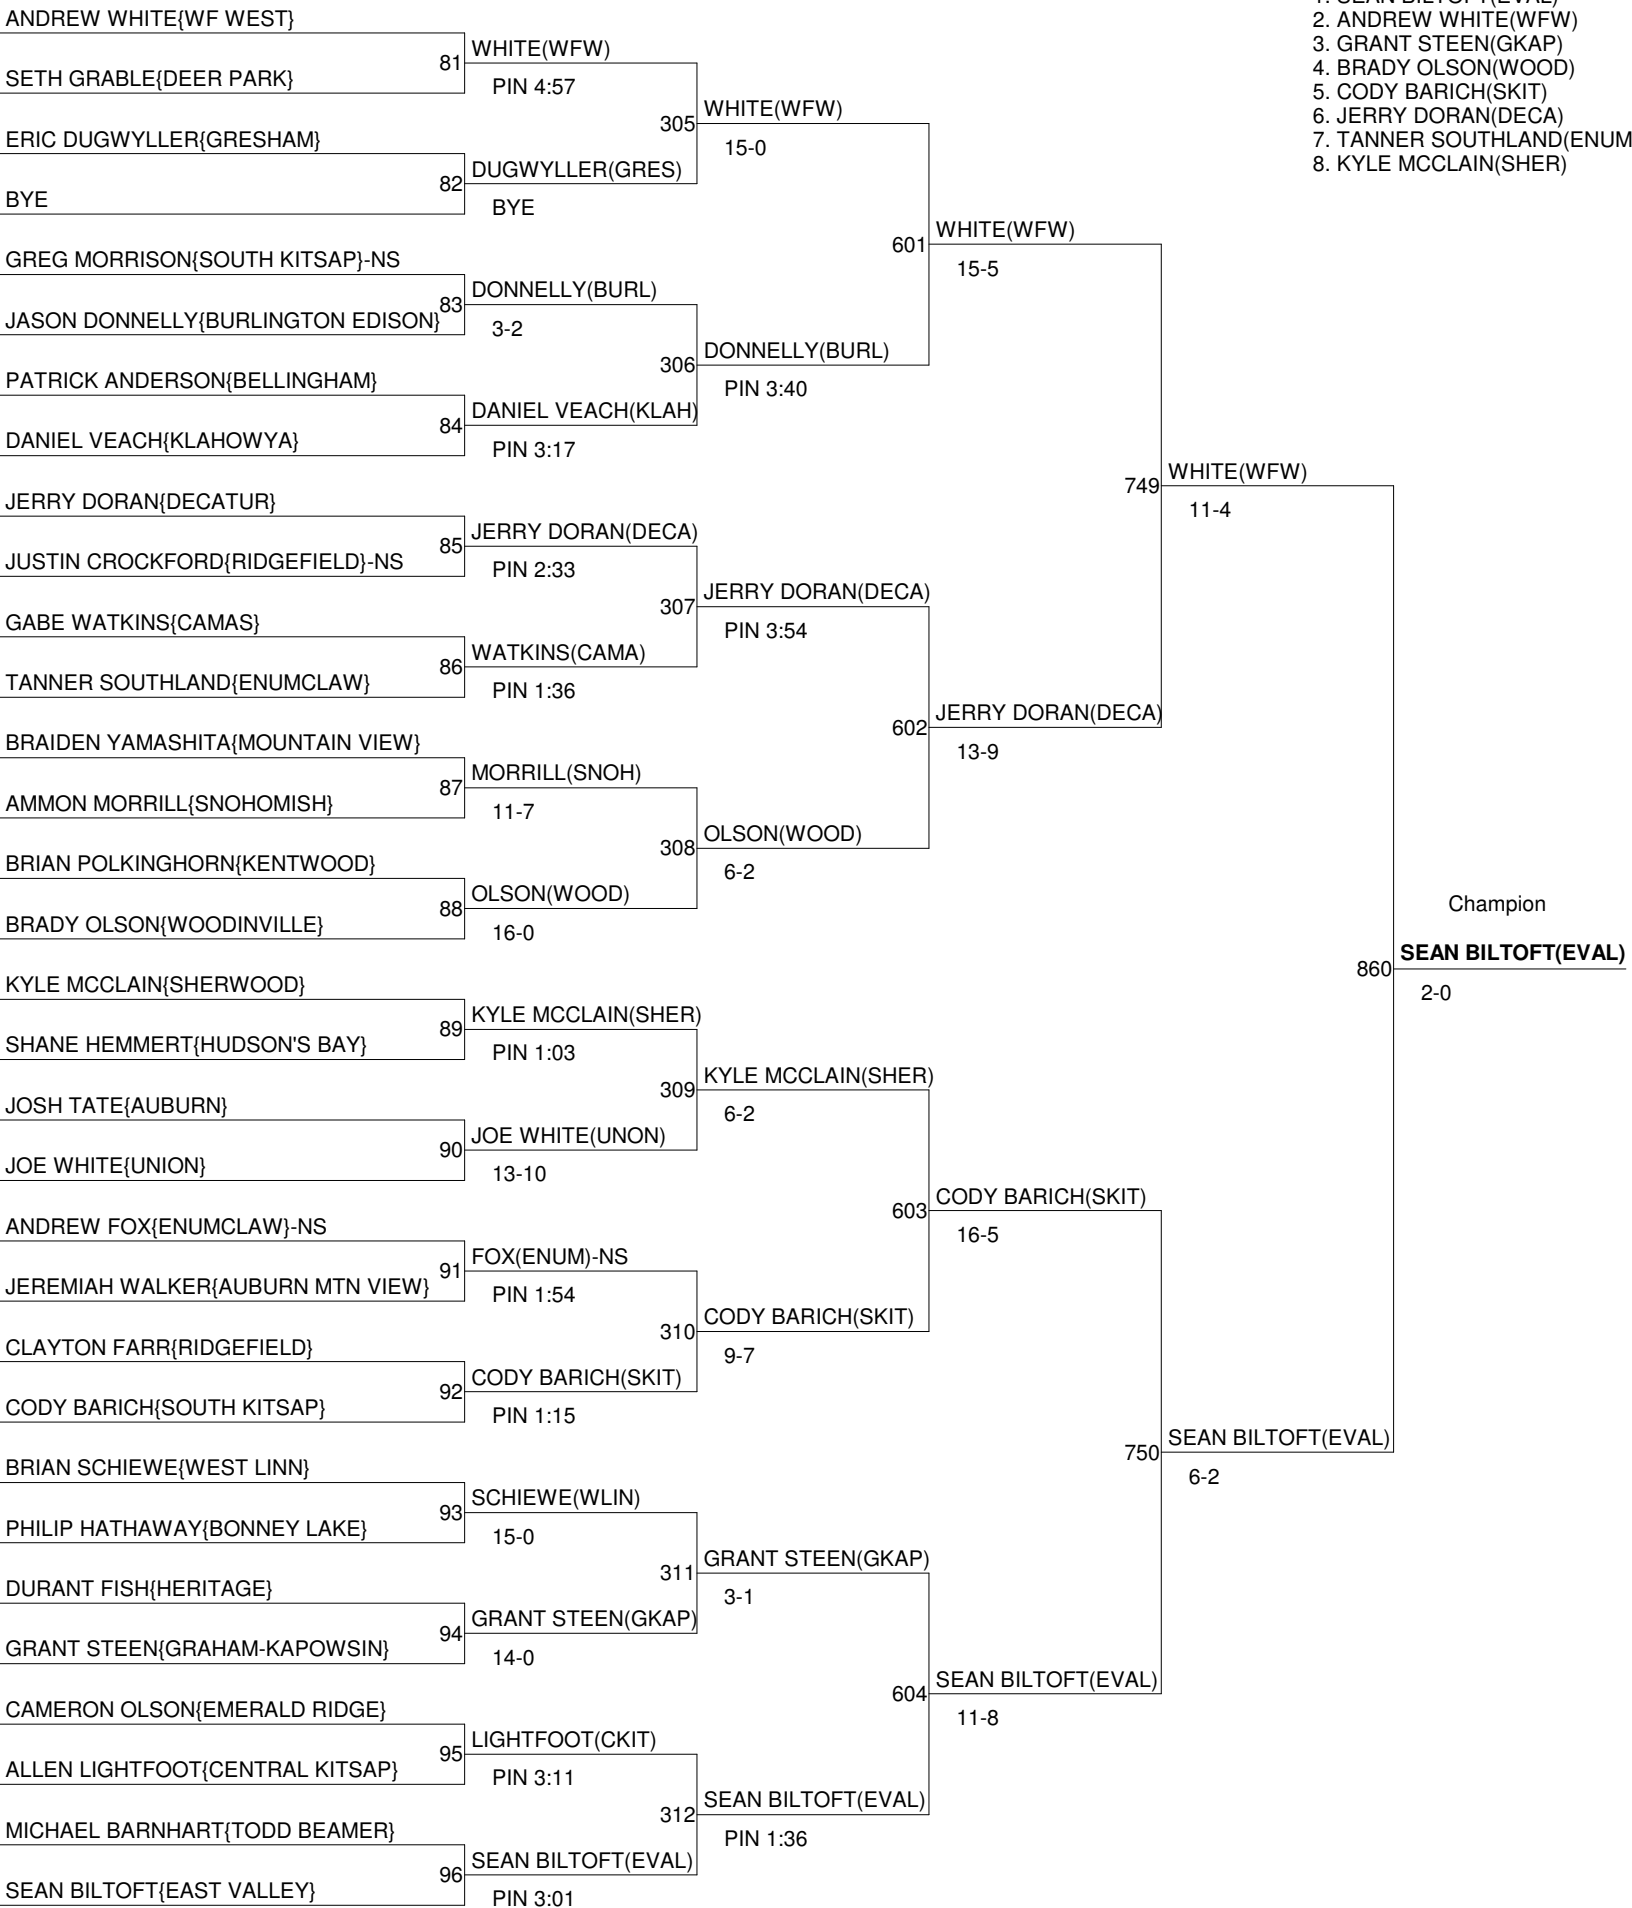 1. SEAN BILTOFT(EVAL)
2. ANDREW WHITE(WFW)
3. GRANT STEEN(GKAP)
4. BRADY OLSON(WOOD)
5. CODY BARICH(SKIT)
6. JERRY DORAN(DECA)
7. TANNER SOUTHLAND(ENUM
8. KYLE MCCLAIN(SHER)
ANDREW WHITE{WF WEST}
SETH GRABLE{DEER PARK}
ERIC DUGWYLLER{GRESHAM}
BYE
GREG MORRISON{SOUTH KITSAP}-NS
JASON DONNELLY{BURLINGTON EDISON}
PATRICK ANDERSON{BELLINGHAM}
DANIEL VEACH{KLAHOWYA}
JERRY DORAN{DECATUR}
JUSTIN CROCKFORD{RIDGEFIELD}-NS
GABE WATKINS{CAMAS}
TANNER SOUTHLAND{ENUMCLAW}
BRAIDEN YAMASHITA{MOUNTAIN VIEW}
AMMON MORRILL{SNOHOMISH}
BRIAN POLKINGHORN{KENTWOOD}
BRADY OLSON{WOODINVILLE}
KYLE MCCLAIN{SHERWOOD}
SHANE HEMMERT{HUDSON'S BAY}
JOSH TATE{AUBURN}
JOE WHITE{UNION}
ANDREW FOX{ENUMCLAW}-NS
JEREMIAH WALKER{AUBURN MTN VIEW}
CLAYTON FARR{RIDGEFIELD}
CODY BARICH{SOUTH KITSAP}
BRIAN SCHIEWE{WEST LINN}
PHILIP HATHAWAY{BONNEY LAKE}
DURANT FISH{HERITAGE}
GRANT STEEN{GRAHAM-KAPOWSIN}
CAMERON OLSON{EMERALD RIDGE}
ALLEN LIGHTFOOT{CENTRAL KITSAP}
MICHAEL BARNHART{TODD BEAMER}
SEAN BILTOFT{EAST VALLEY}
81 WHITE(WFW)
PIN 4:57
82 DUGWYLLER(GRES)
BYE
83 DONNELLY(BURL)
3-2
84 DANIEL VEACH(KLAH)
PIN 3:17
85 JERRY DORAN(DECA)
PIN 2:33
86 WATKINS(CAMA)
PIN 1:36
87 MORRILL(SNOH)
11-7
88 OLSON(WOOD)
16-0
89 KYLE MCCLAIN(SHER)
PIN 1:03
90 JOE WHITE(UNON)
13-10
91 FOX(ENUM)-NS
PIN 1:54
92 CODY BARICH(SKIT)
PIN 1:15
93 SCHIEWE(WLIN)
15-0
94 GRANT STEEN(GKAP)
14-0
95 LIGHTFOOT(CKIT)
PIN 3:11
96 SEAN BILTOFT(EVAL)
PIN 3:01
305 WHITE(WFW)
15-0
306 DONNELLY(BURL)
PIN 3:40
307 JERRY DORAN(DECA)
PIN 3:54
308 OLSON(WOOD)
6-2
309 KYLE MCCLAIN(SHER)
6-2
310 CODY BARICH(SKIT)
9-7
311 GRANT STEEN(GKAP)
3-1
312 SEAN BILTOFT(EVAL)
PIN 1:36
601 WHITE(WFW)
15-5
602 JERRY DORAN(DECA)
13-9
603 CODY BARICH(SKIT)
16-5
604 SEAN BILTOFT(EVAL)
11-8
749 WHITE(WFW)
11-4
750 SEAN BILTOFT(EVAL)
6-2
Champion
860 SEAN BILTOFT(EVAL)
2-0